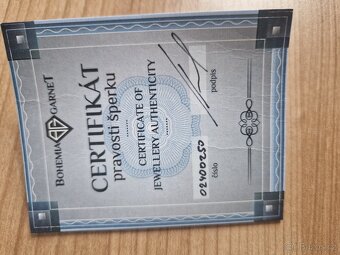 BOHEMIA GARNET
CERTIFIKÁT
pravosti šperku
CERTIFICATE OF
JEWELLERY AUTHENTICITY
02400250
číslo
podpis